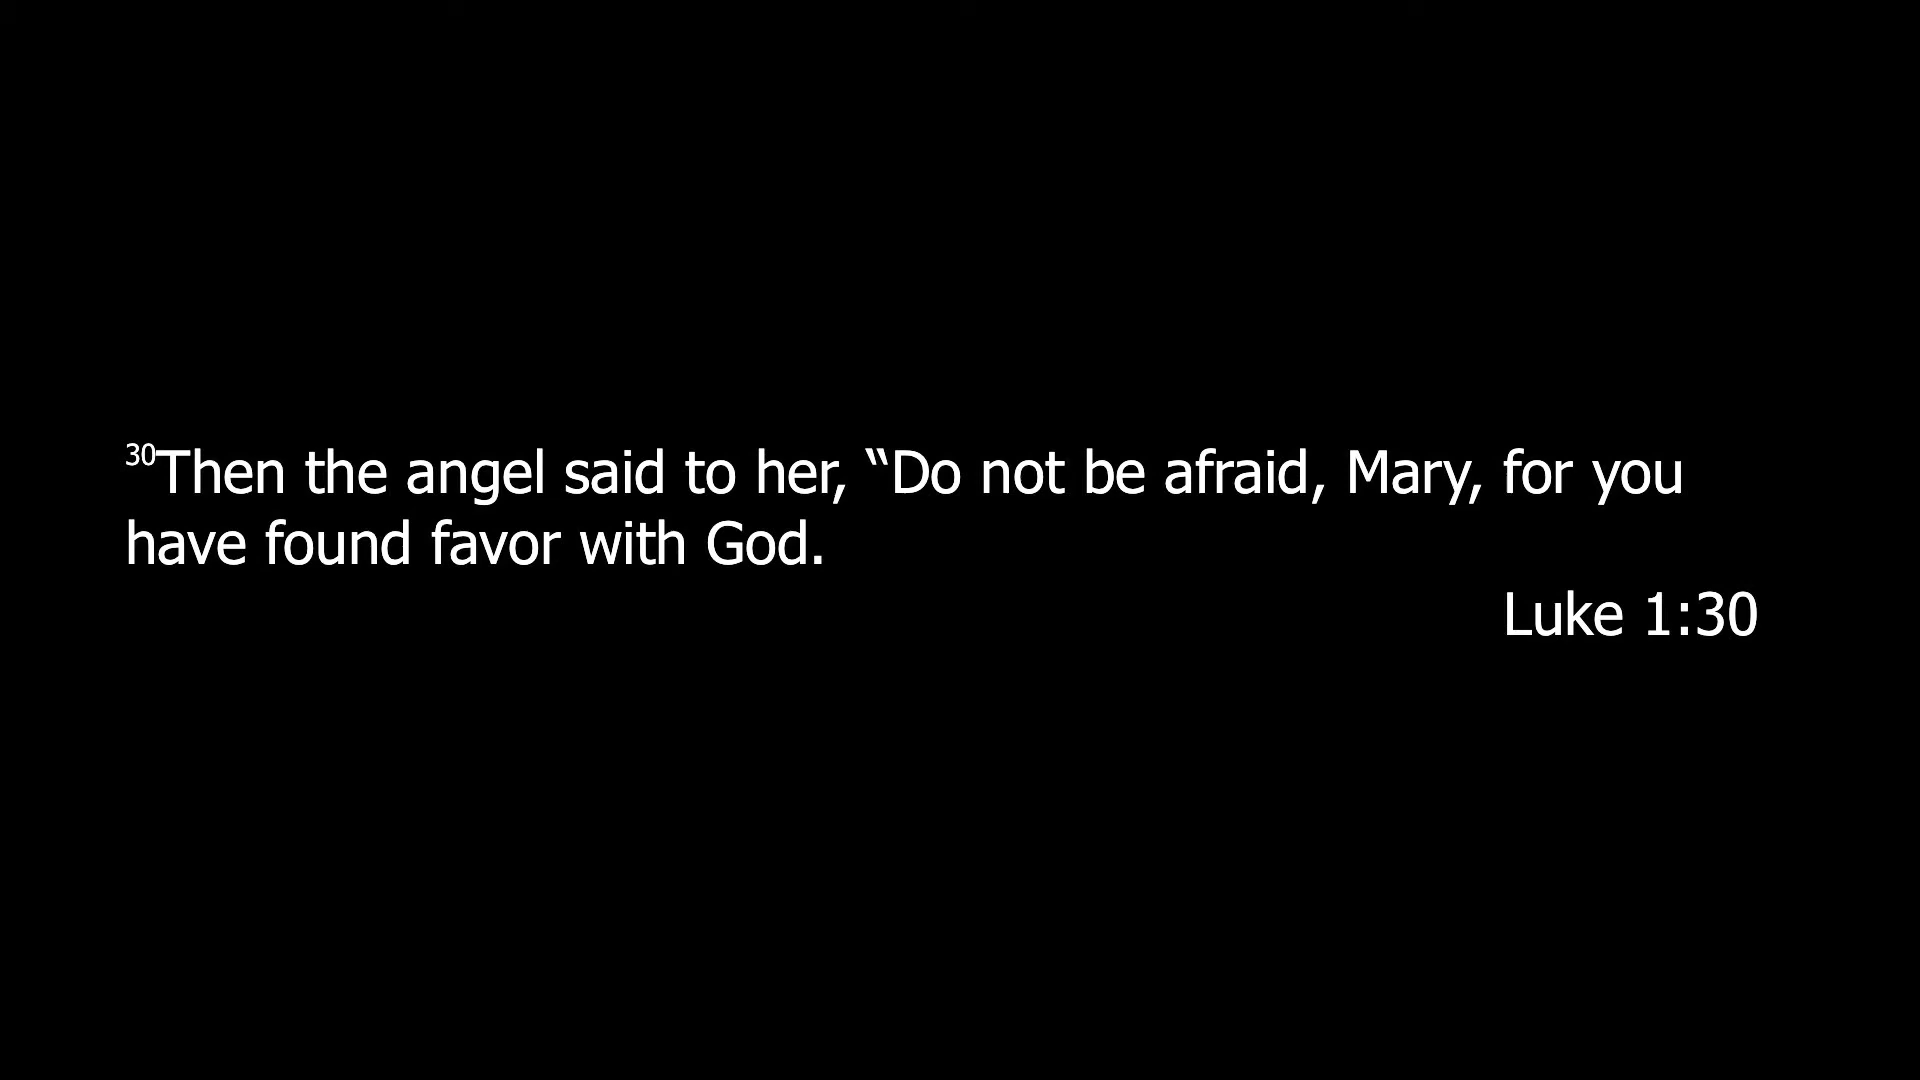 ³⁰Then the angel said to her, “Do not be afraid, Mary, for you
have found favor with God.
Luke 1:30